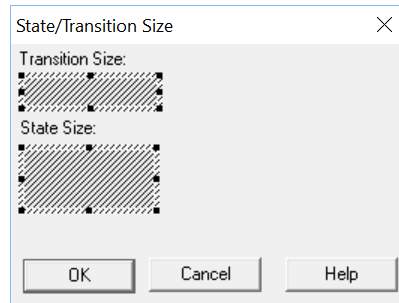 State/Transition Size
Transition Size:
State Size:
OK
Cancel
Help